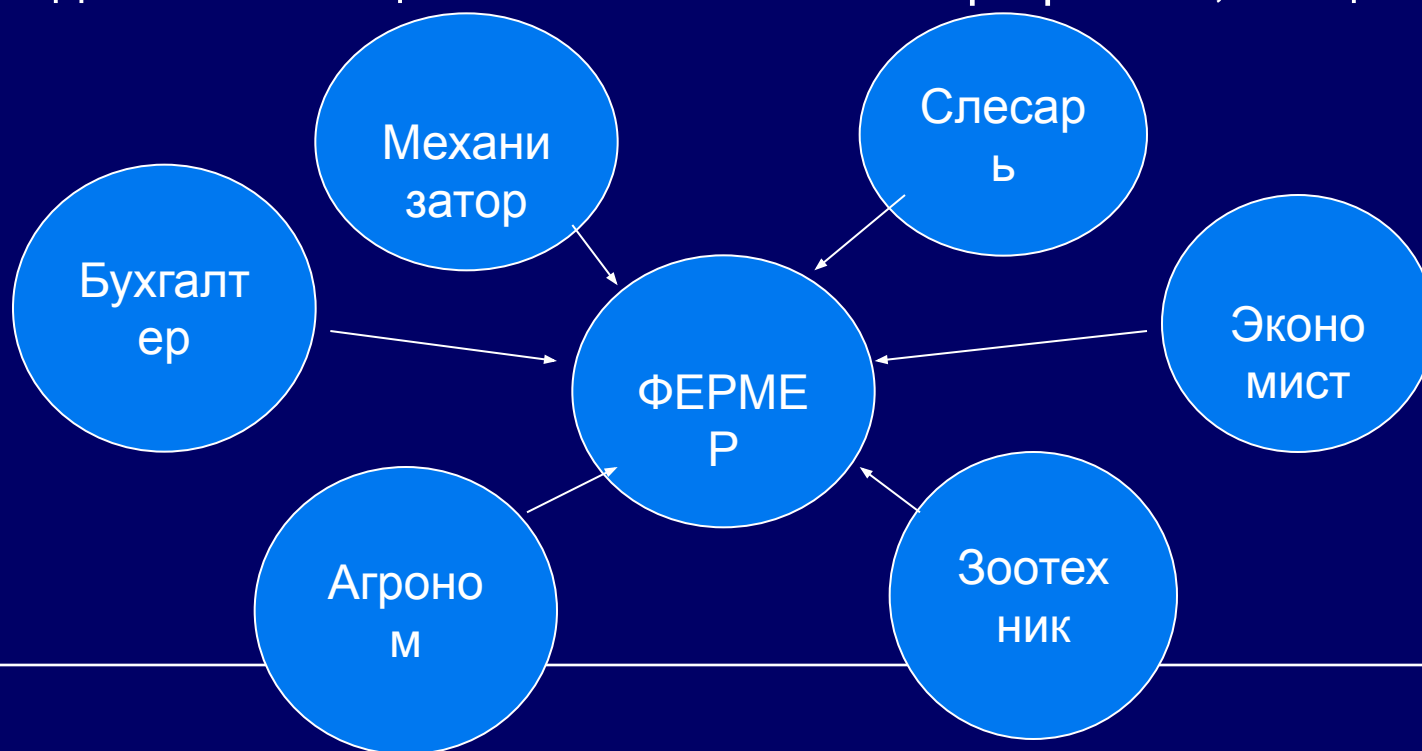 Механи
затор
Слесар
ь
Бухгалт
ер
Эконо
мист
ФЕРМЕ
Р
Агроно
м
Зоотех
ник